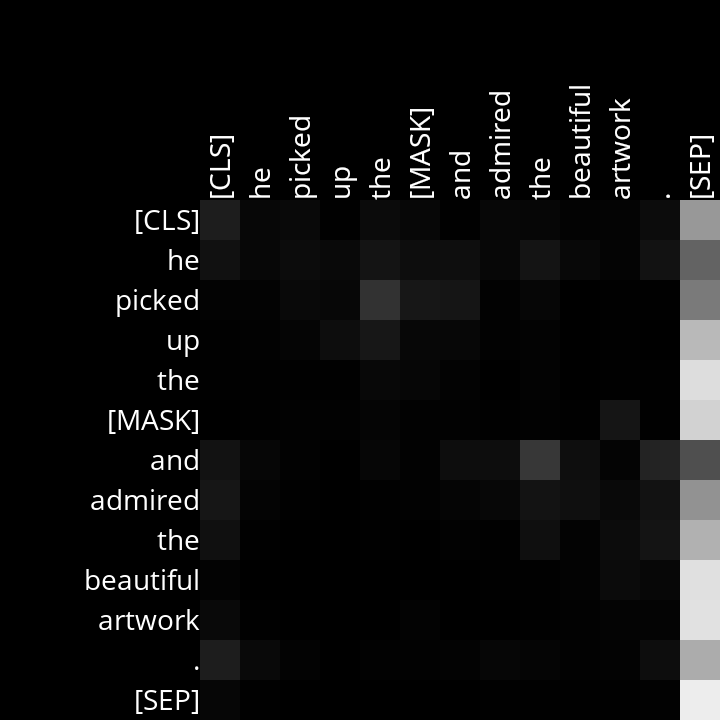 [CLS] he picked up the [MASK] and admired the beautiful artwork . [SEP]
[CLS]
he
picked
up
the
[MASK]
and
admired
the
beautiful
artwork
.
[SEP]